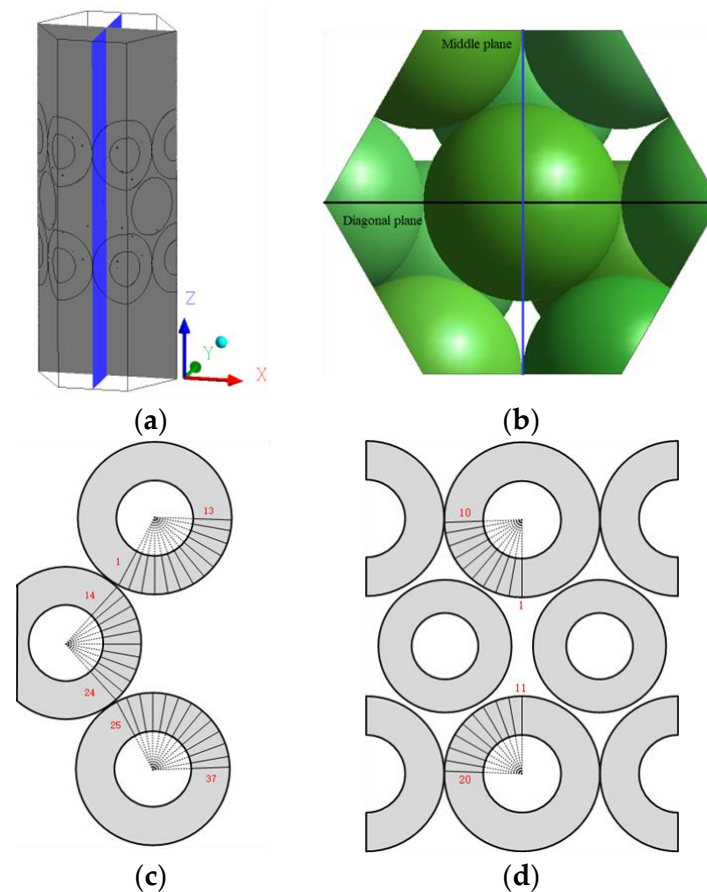 Middle plane
Diagonal plane
Z
Y
X
(a)
(b)
13
1
14
24
25
37
(c)
10
1
11
20
(d)